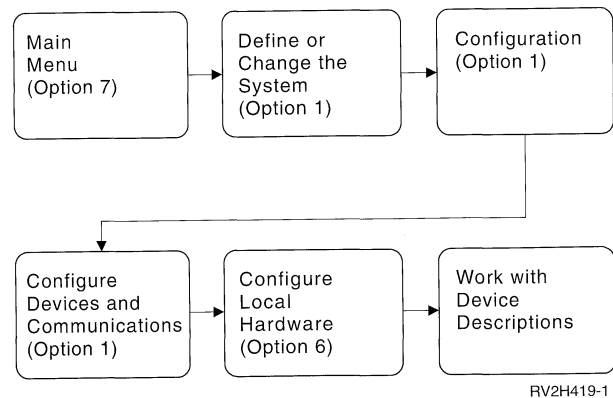 Main
Menu
(Option 7)
Define or
Change the
System
(Option 1)
Configuration
(Option 1)
Configure
Devices and
Communications
(Option 1)
Configure
Local
Hardware
(Option 6)
Work with
Device
Descriptions
RV2H419-1